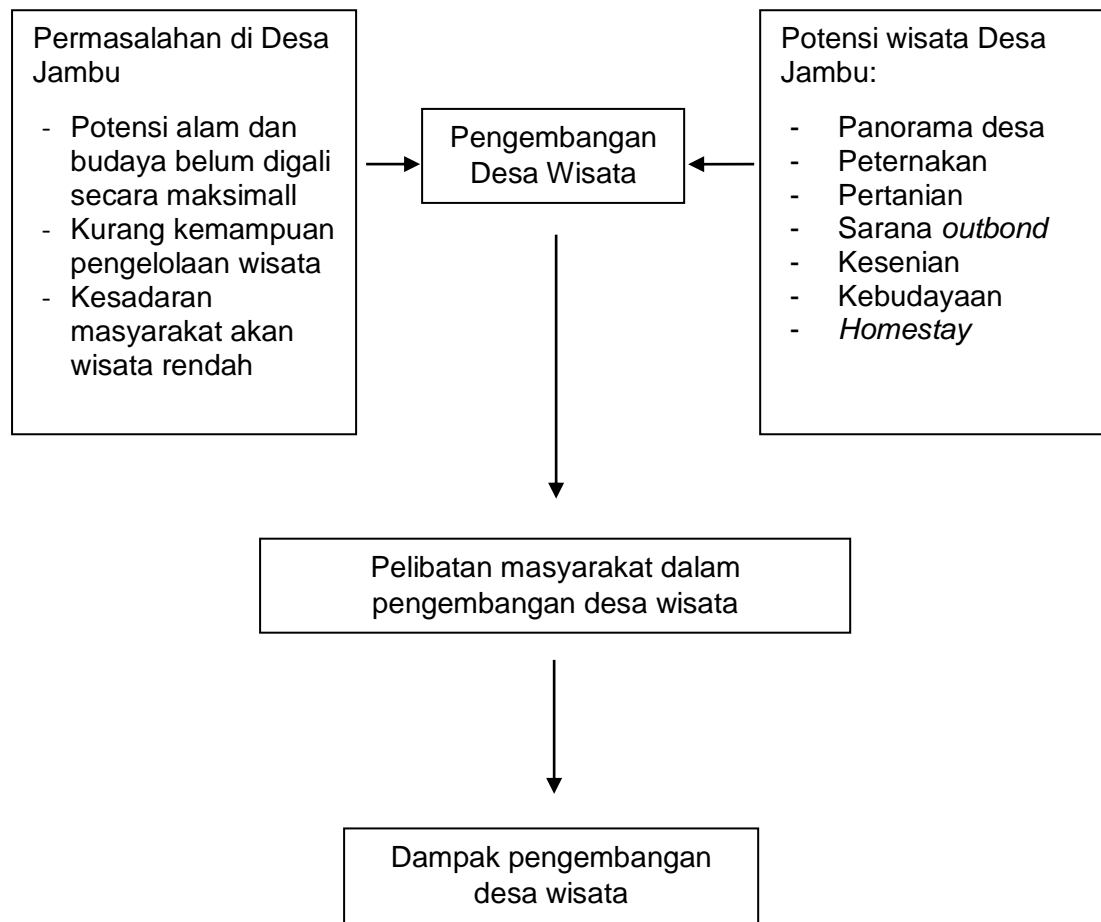 Permasalahan di Desa
Jambu
- Potensi alam dan
budaya belum digali
secara maksimall
- Kurang kemampuan
pengelolaan wisata
- Kesadaran
masyarakat akan
wisata rendah
Pengembangan
Desa Wisata
Potensi wisata Desa
Jambu:
- Panorama desa
- Peternakan
- Pertanian
- Sarana outbond
- Kesenian
- Kebudayaan
- Homestay
Pelibatan masyarakat dalam
pengembangan desa wisata
Dampak pengembangan
desa wisata